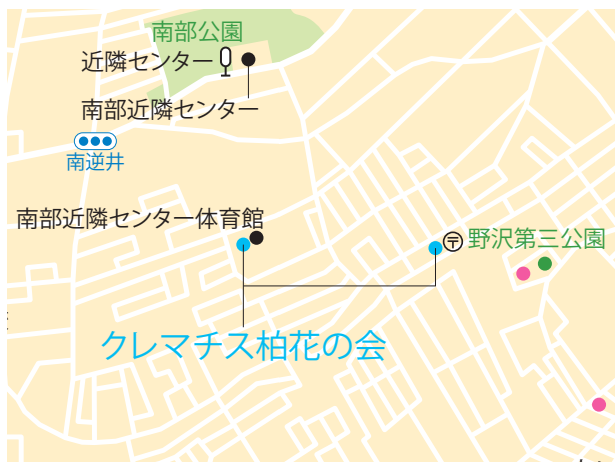 南部公園
近隣センター
南部近隣センター
南逆井
南部近隣センター体育館
〒野沢第三公園
クレマチス柏花の会